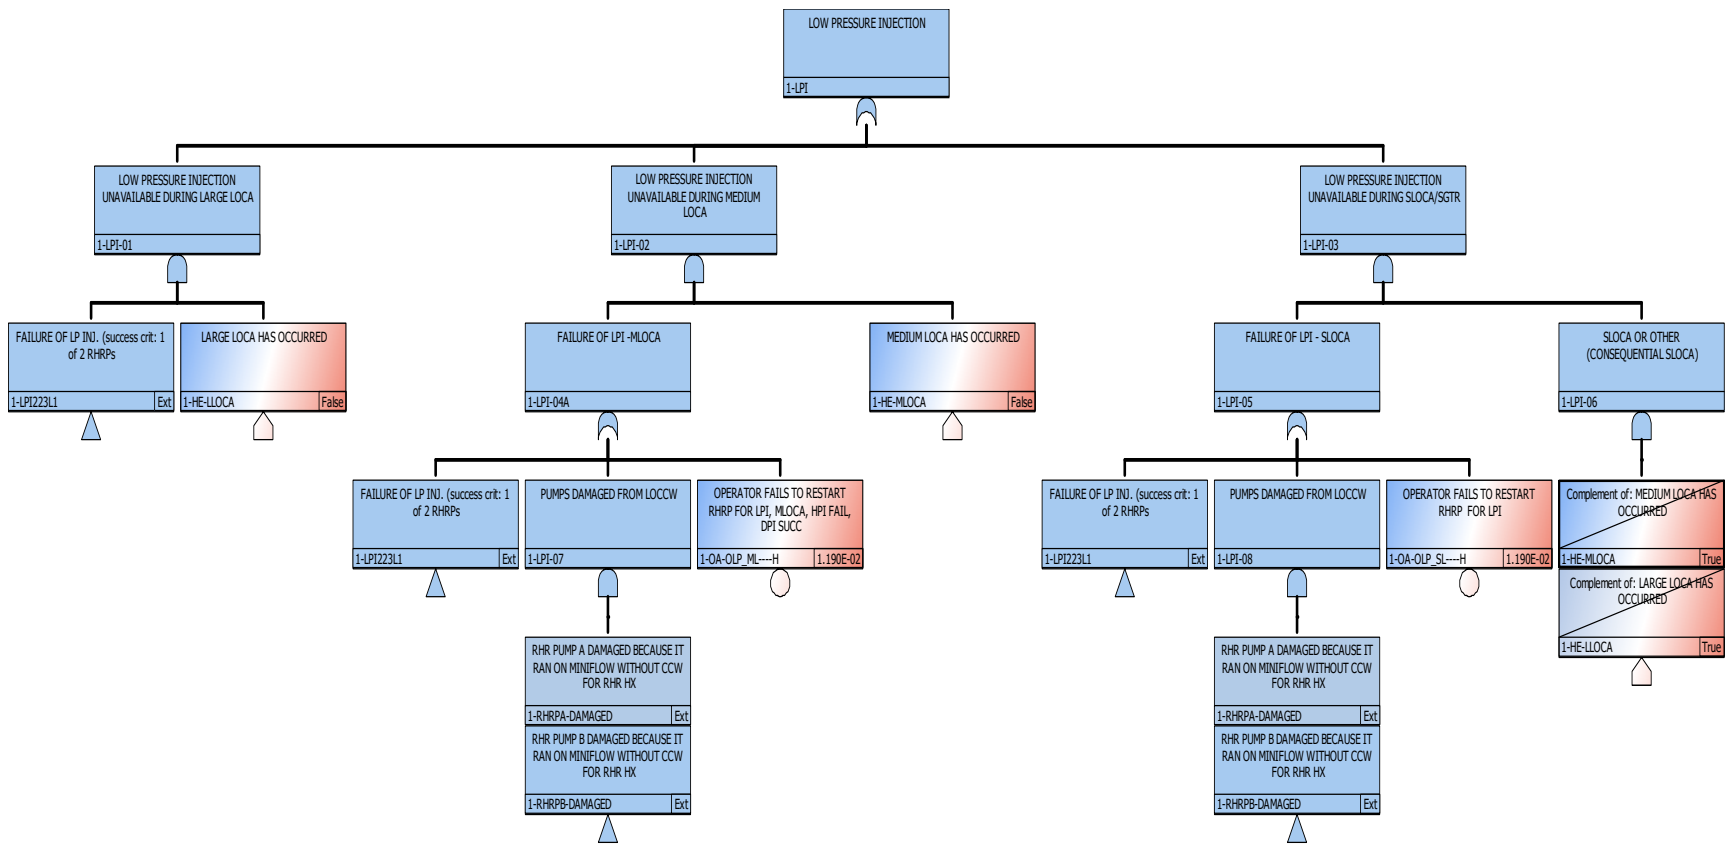 LOW PRESSURE INJECTION
1-LPI
LOW PRESSURE INJECTION
UNAVAILABLE DURING LARGE LOCA
1-LPI-01
LOW PRESSURE INJECTION
UNAVAILABLE DURING MEDIUM
LOCA
1-LPI-02
LOW PRESSURE INJECTION
UNAVAILABLE DURING SLOCA/SGTR
1-LPI-03
FAILURE OF LP INJ. (success crit: 1
of 2 RHRPs
1-LPI223L1 Ext
LARGE LOCA HAS OCCURRED
1-HE-LLOCA False
FAILURE OF LPI -MLOCA
1-LPI-04A
MEDIUM LOCA HAS OCCURRED
1-HE-MLOCA False
FAILURE OF LPI - SLOCA
1-LPI-05
SLOCA OR OTHER
(CONSEQUENTIAL SLOCA)
1-LPI-06
FAILURE OF LP INJ. (success crit: 1
of 2 RHRPs
1-LPI223L1 Ext
PUMPS DAMAGED FROM LOCCW
1-LPI-07
OPERATOR FAILS TO RESTART
RHRP FOR LPI, MLOCA, HPI FAIL,
DPI SUCC
1-OA-OLP_ML----H 1.190E-02
FAILURE OF LP INJ. (success crit: 1
of 2 RHRPs
1-LPI223L1 Ext
PUMPS DAMAGED FROM LOCCW
1-LPI-08
OPERATOR FAILS TO RESTART
RHRP FOR LPI
1-OA-OLP_SL----H 1.190E-02
Complement of: MEDIUM LOCA HAS
OCCURRED
1-HE-MLOCA True
Complement of: LARGE LOCA HAS
OCCURRED
1-HE-LLOCA True
RHR PUMP A DAMAGED BECAUSE IT
RAN ON MINIFLOW WITHOUT CCW
FOR RHR HX
1-RHRPA-DAMAGED Ext
RHR PUMP B DAMAGED BECAUSE IT
RAN ON MINIFLOW WITHOUT CCW
FOR RHR HX
1-RHRPB-DAMAGED Ext
RHR PUMP A DAMAGED BECAUSE IT
RAN ON MINIFLOW WITHOUT CCW
FOR RHR HX
1-RHRPA-DAMAGED Ext
RHR PUMP B DAMAGED BECAUSE IT
RAN ON MINIFLOW WITHOUT CCW
FOR RHR HX
1-RHRPB-DAMAGED Ext